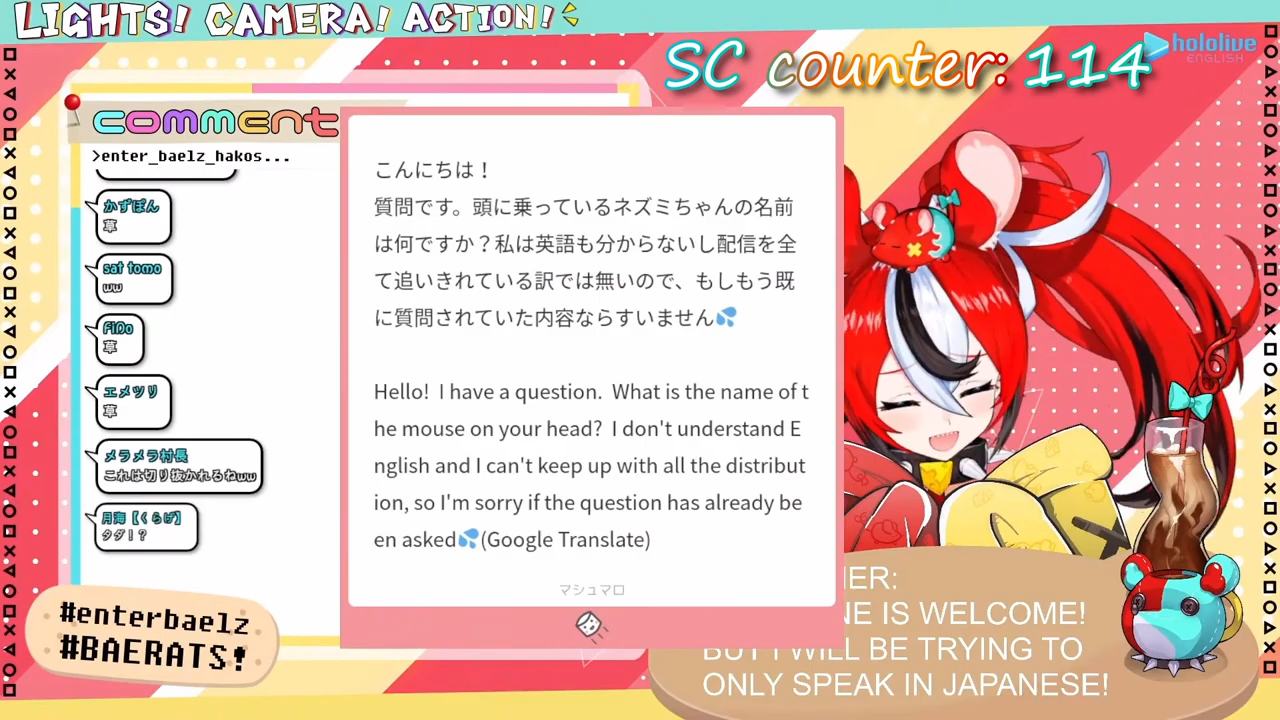 LIGHTS! CAMERA! ACTION!
SC counter: 114
hololive
ENGLISH
comment
>enter_baelz_hakos...
かずぽん
草
sat tomo
ww
FiDo
草
エメツリ
草
メラメラ村長
これは切り抜かれるねww
月海【くらげ】
タダ！？
#enterbaelz
#BAERATS!
こんにちは！
質問です。頭に乗っているネズミちゃんの名前
は何ですか？私は英語も分からないし配信を全
て追いきれている訳では無いので、もしもう既
に質問されていた内容ならすいません💦
Hello!  I have a question.  What is the name of t
he mouse on your head?  I don't understand E
nglish and I can't keep up with all the distribut
ion, so I'm sorry if the question has already be
en asked💦(Google Translate)
マシュマロ
ER:
NE IS WELCOME!
BUT I WILL BE TRYING TO
ONLY SPEAK IN JAPANESE!